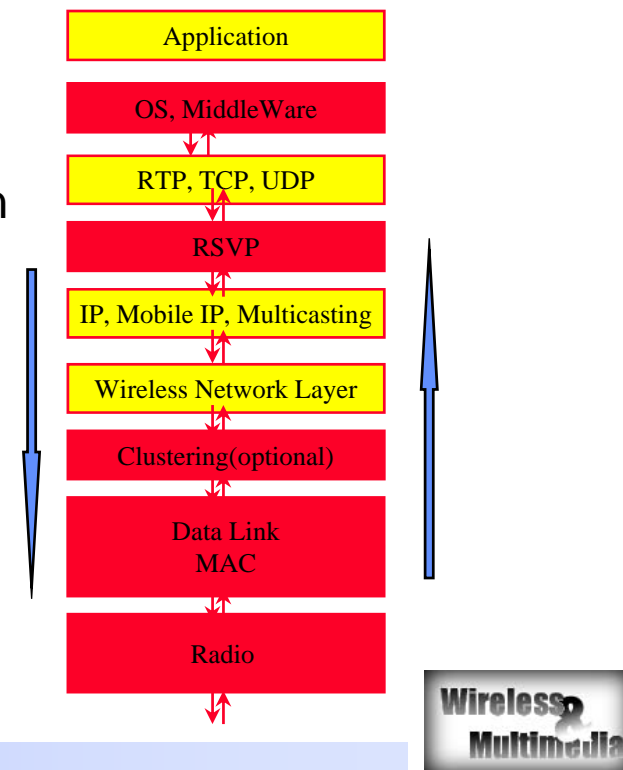 Application
OS, MiddleWare
RTP, TCP, UDP
n
RSVP
IP, Mobile IP, Multicasting
Wireless Network Layer
Clustering(optional)
Data Link
MAC
Radio
Wireless
&
Multimedia